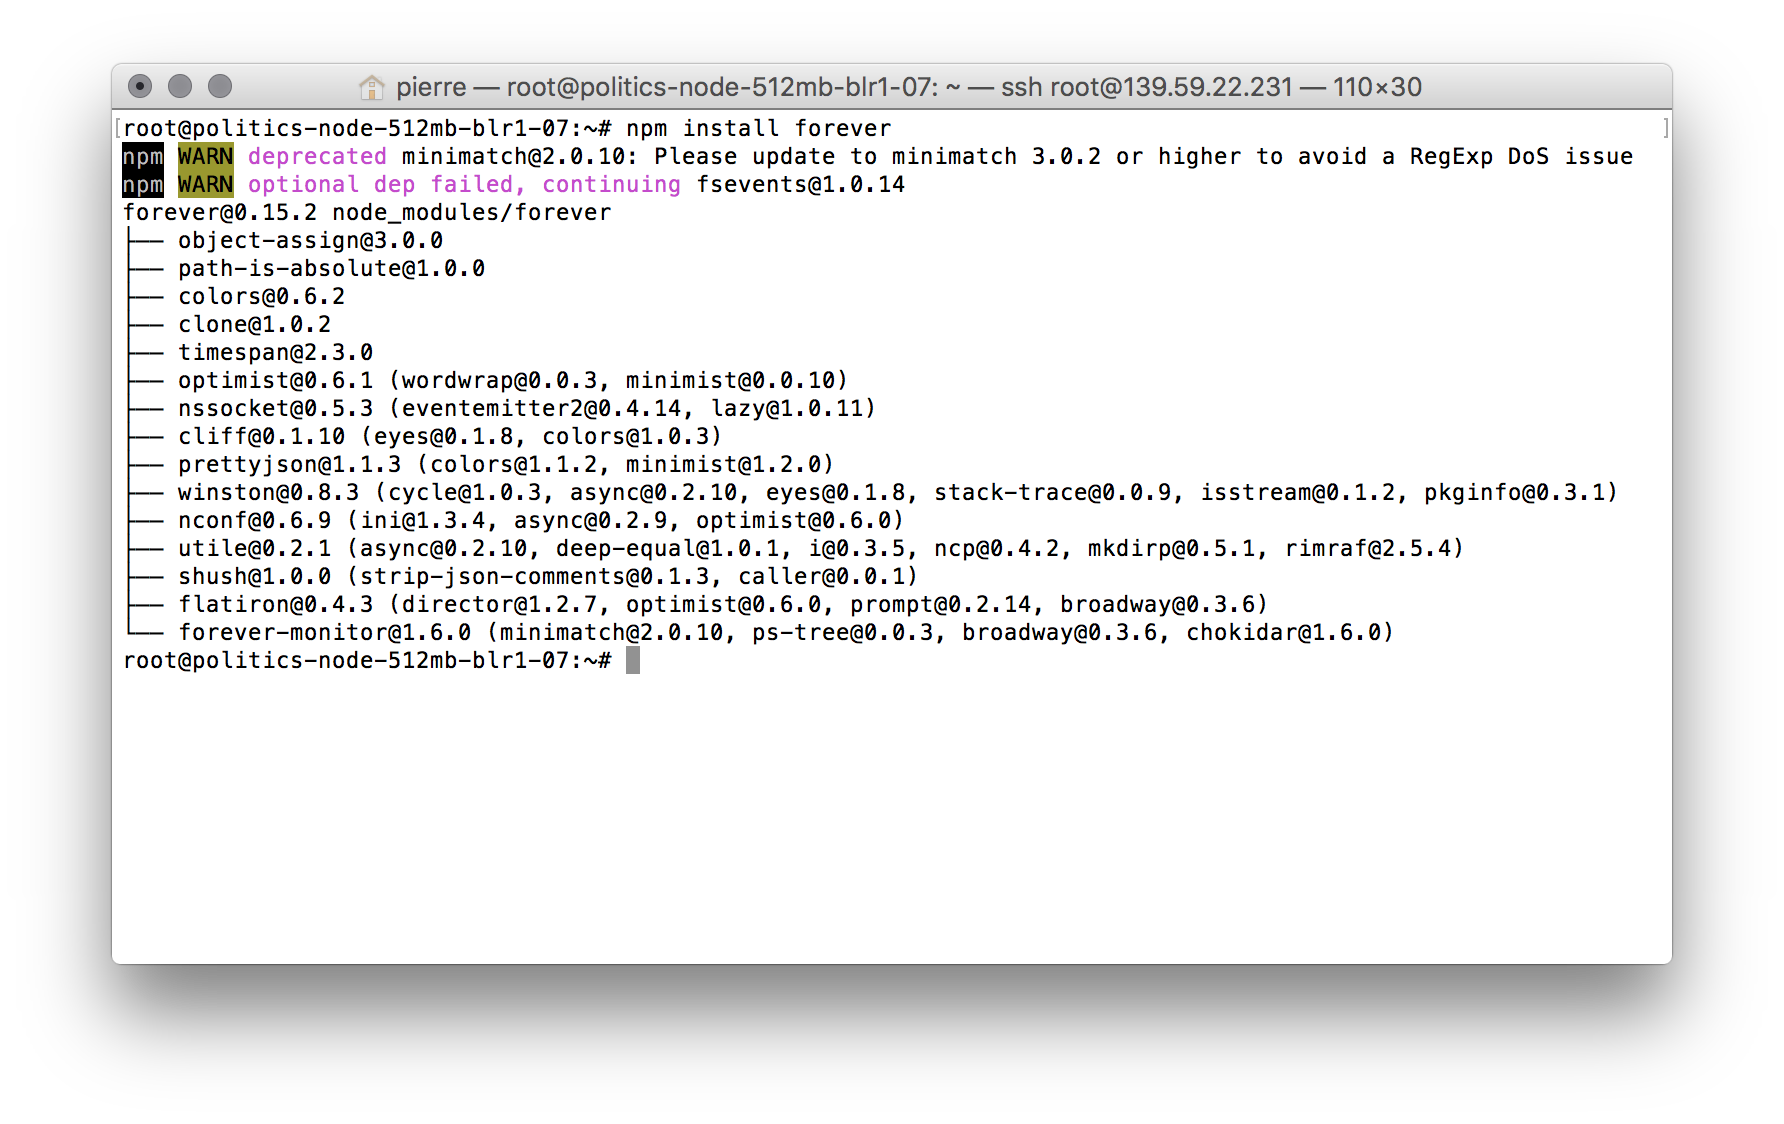 pierre — root@politics-node-512mb-blr1-07: ~ — ssh root@139.59.22.231 — 110×30
[root@politics-node-512mb-blr1-07:~# npm install forever ]
npm WARN deprecated minimatch@2.0.10: Please update to minimatch 3.0.2 or higher to avoid a RegExp DoS issue
npm WARN optional dep failed, continuing fsevents@1.0.14
forever@0.15.2 node_modules/forever
├── object-assign@3.0.0
├── path-is-absolute@1.0.0
├── colors@0.6.2
├── clone@1.0.2
├── timespan@2.3.0
├── optimist@0.6.1 (wordwrap@0.0.3, minimist@0.0.10)
├── nssocket@0.5.3 (eventemitter2@0.4.14, lazy@1.0.11)
├── cliff@0.1.10 (eyes@0.1.8, colors@1.0.3)
├── prettyjson@1.1.3 (colors@1.1.2, minimist@1.2.0)
├── winston@0.8.3 (cycle@1.0.3, async@0.2.10, eyes@0.1.8, stack-trace@0.0.9, isstream@0.1.2, pkginfo@0.3.1)
├── nconf@0.6.9 (ini@1.3.4, async@0.2.9, optimist@0.6.0)
├── utile@0.2.1 (async@0.2.10, deep-equal@1.0.1, i@0.3.5, ncp@0.4.2, mkdirp@0.5.1, rimraf@2.5.4)
├── shush@1.0.0 (strip-json-comments@0.1.3, caller@0.0.1)
├── flatiron@0.4.3 (director@1.2.7, optimist@0.6.0, prompt@0.2.14, broadway@0.3.6)
└── forever-monitor@1.6.0 (minimatch@2.0.10, ps-tree@0.0.3, broadway@0.3.6, chokidar@1.6.0)
root@politics-node-512mb-blr1-07:~#